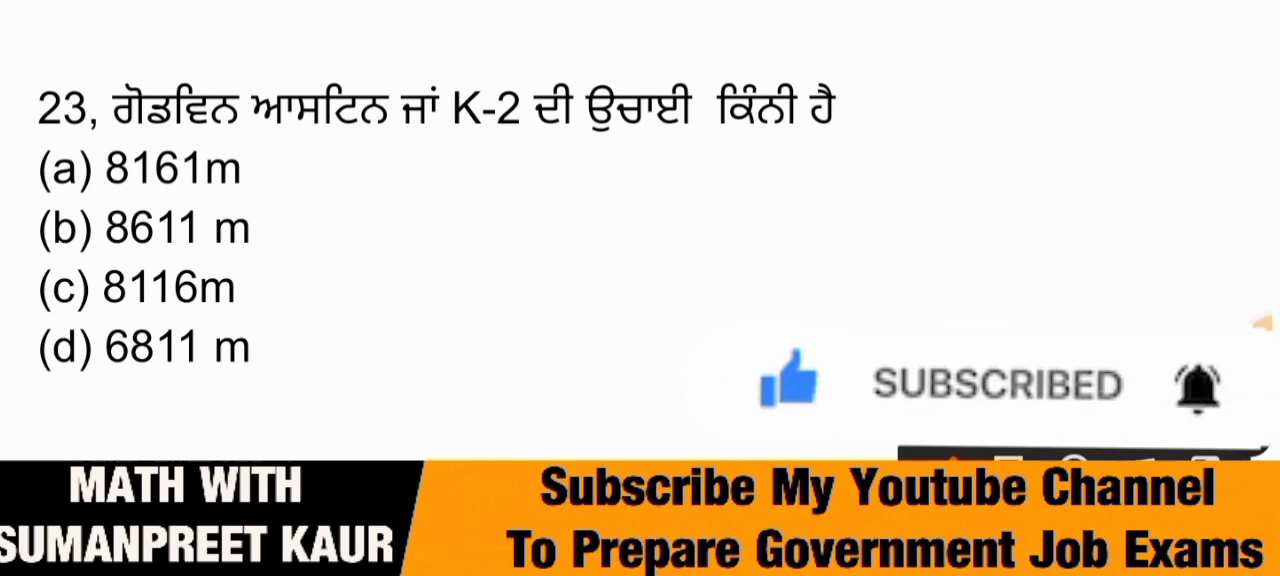 23, ਗੋਡਵਿਨ ਆਸਟਿਨ ਜਾਂ K-2 ਦੀ ਉਚਾਈ ਕਿੰਨੀ ਹੈ
(a) 8161m
(b) 8611 m
(c) 8116m
(d) 6811 m
SUBSCRIBED
MATH WITH
SUMANPREET KAUR
Subscribe My Youtube Channel
To Prepare Government Job Exams